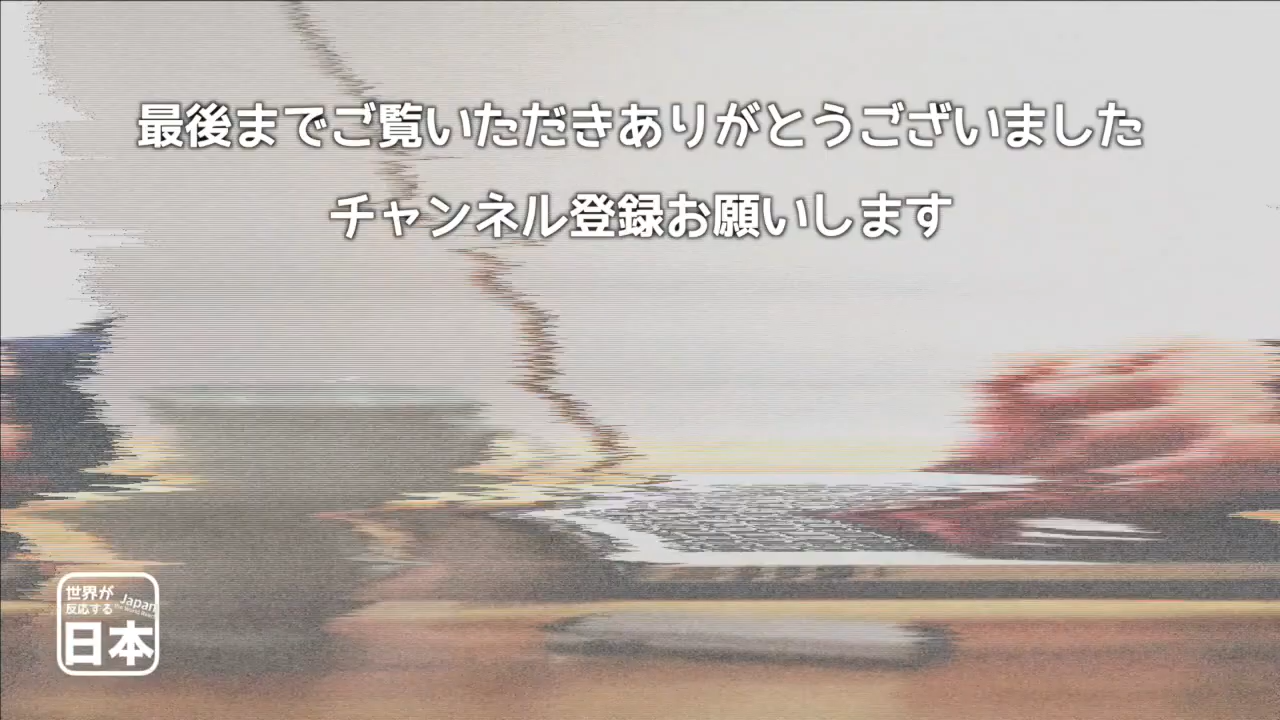 最後までご覧いただきありがとうございました
チャンネル登録お願いします
世界が
反応する
Japan
日本